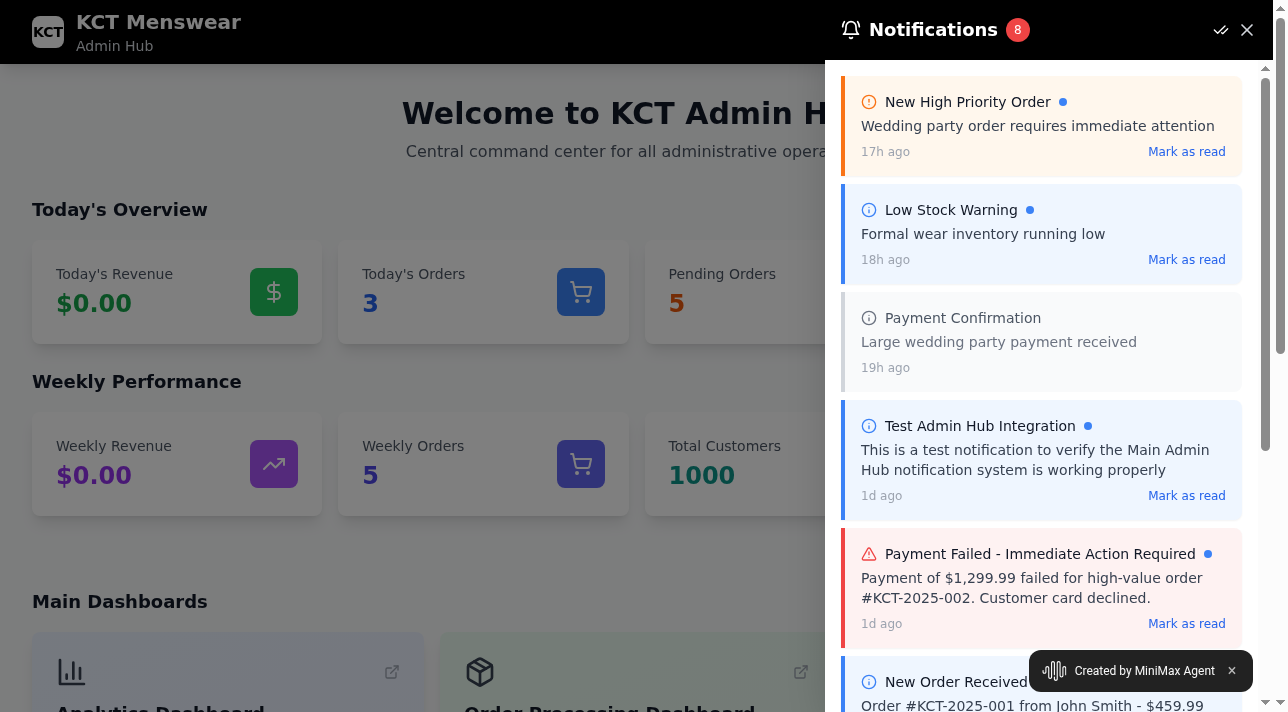 KCT
KCT Menswear
Admin Hub
Welcome to KCT Admin H
Central command center for all administrative opera
Today's Overview
Today's Revenue
$0.00
Today's Orders
3
Pending Orders
5
Weekly Performance
Weekly Revenue
$0.00
Weekly Orders
5
Total Customers
1000
Main Dashboards
Analytics Dashboard
Order Processing Dashboard
Notifications
8
New High Priority Order
Wedding party order requires immediate attention
17h ago
Mark as read
Low Stock Warning
Formal wear inventory running low
18h ago
Mark as read
Payment Confirmation
Large wedding party payment received
19h ago
Test Admin Hub Integration
This is a test notification to verify the Main Admin
Hub notification system is working properly
1d ago
Mark as read
Payment Failed - Immediate Action Required
Payment of $1,299.99 failed for high-value order
#KCT-2025-002. Customer card declined.
1d ago
Mark as read
New Order Received
Order #KCT-2025-001 from John Smith - $459.99
Created by MiniMax Agent